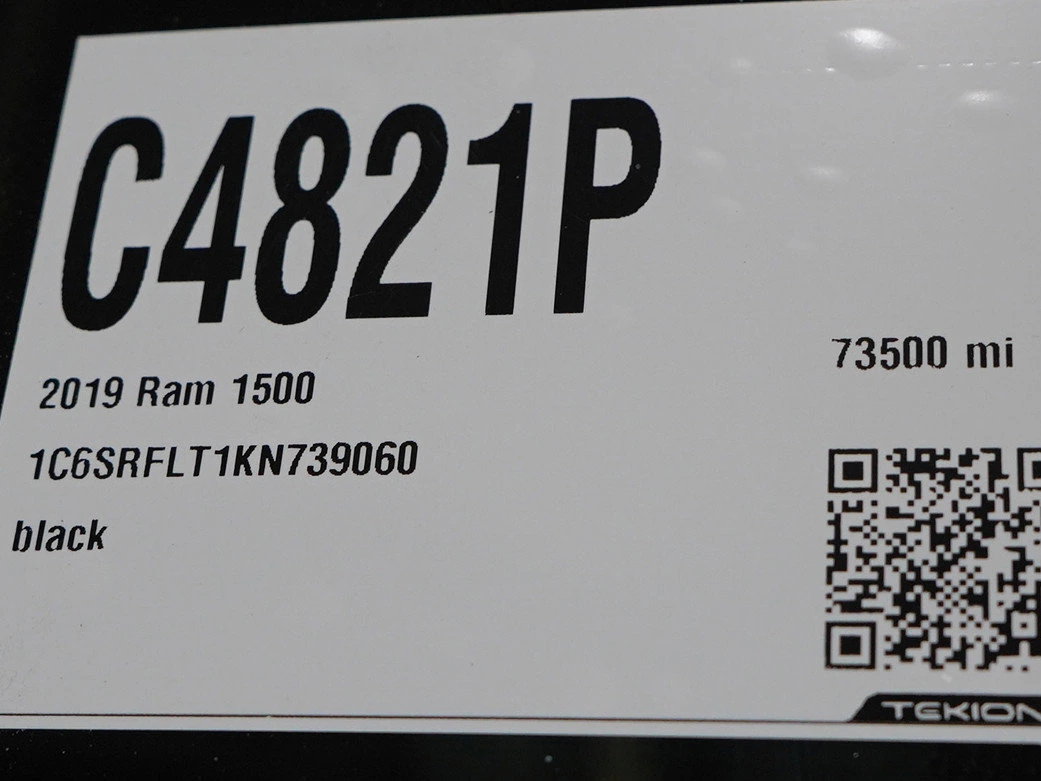 C4821P
73500 mi
2019 Ram 1500
1C6SRFLT1KN739060
black
TEKION